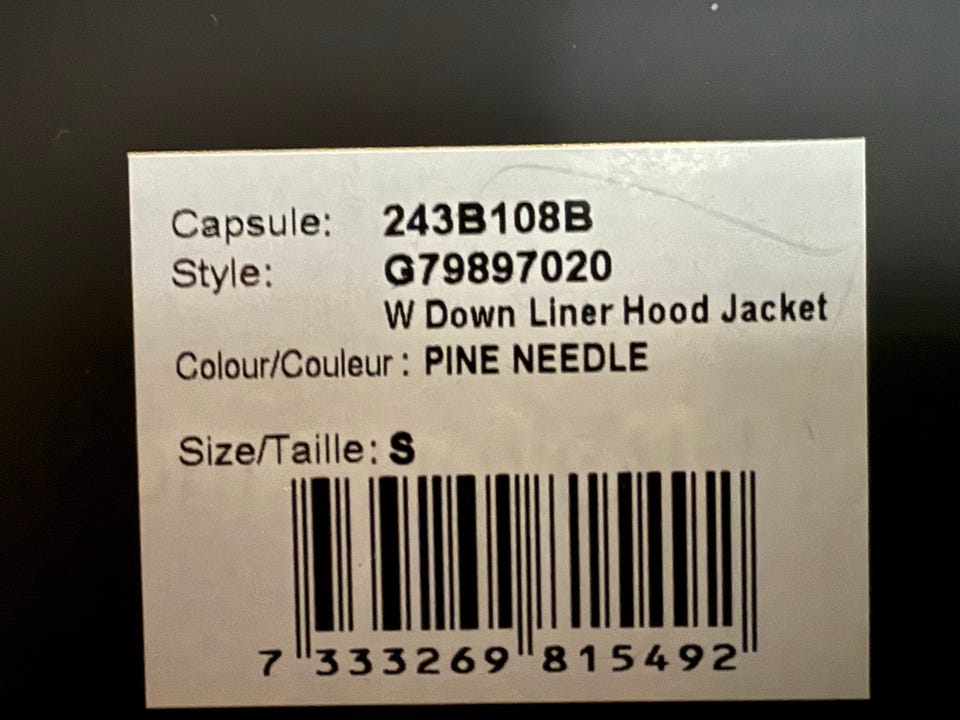 Capsule: 243B108B
Style: G79897020
W Down Liner Hood Jacket
Colour/Couleur : PINE NEEDLE
Size/Taille: S
7 333269 815492